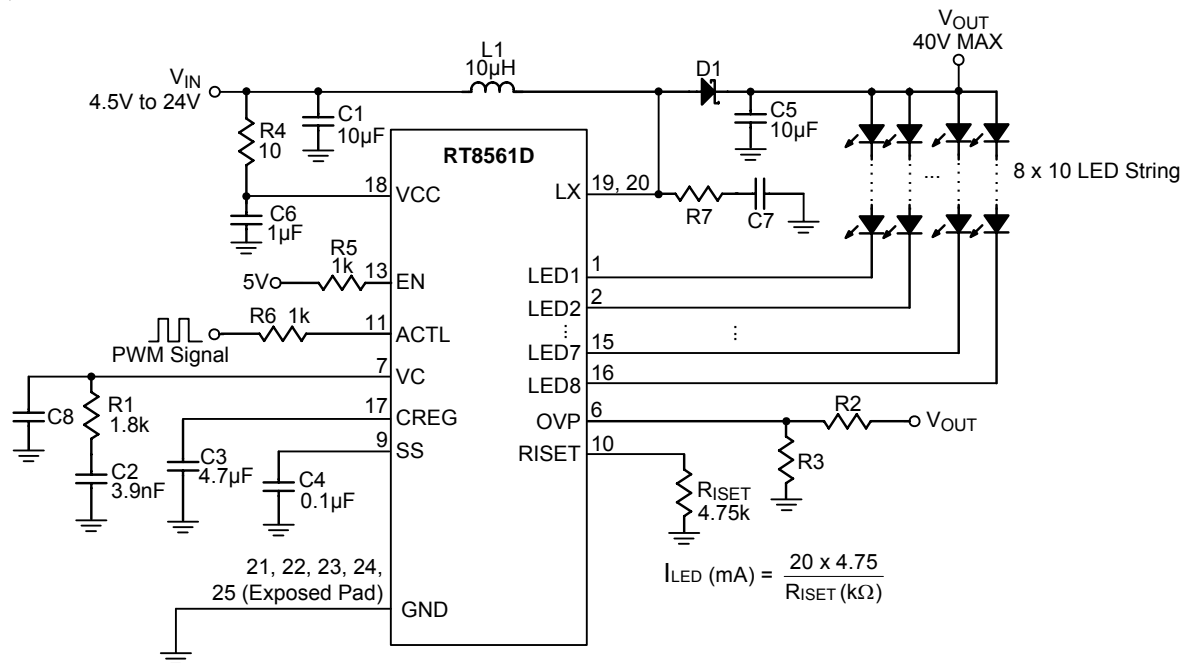 VOUT
40V MAX
L1
10µH
D1
VIN
4.5V to 24V
C1
10µF
C5
10µF
R4
10
RT8561D
8 x 10 LED String
...
18
VCC
LX
19, 20
R7
C7
C6
1µF
R5
1k
5V
13
EN
LED1
1
LED2
2
R6 1k
11
ACTL
PWM Signal
LED7
15
7
VC
LED8
16
C8
R1
1.8k
17
CREG
OVP
6
R2
VOUT
9
SS
RISET
10
R3
C2
3.9nF
C3
4.7µF
C4
0.1µF
RISET
4.75k
21, 22, 23, 24,
25 (Exposed Pad)
GND
ILED (mA) = 20 x 4.75
RISET (kΩ)